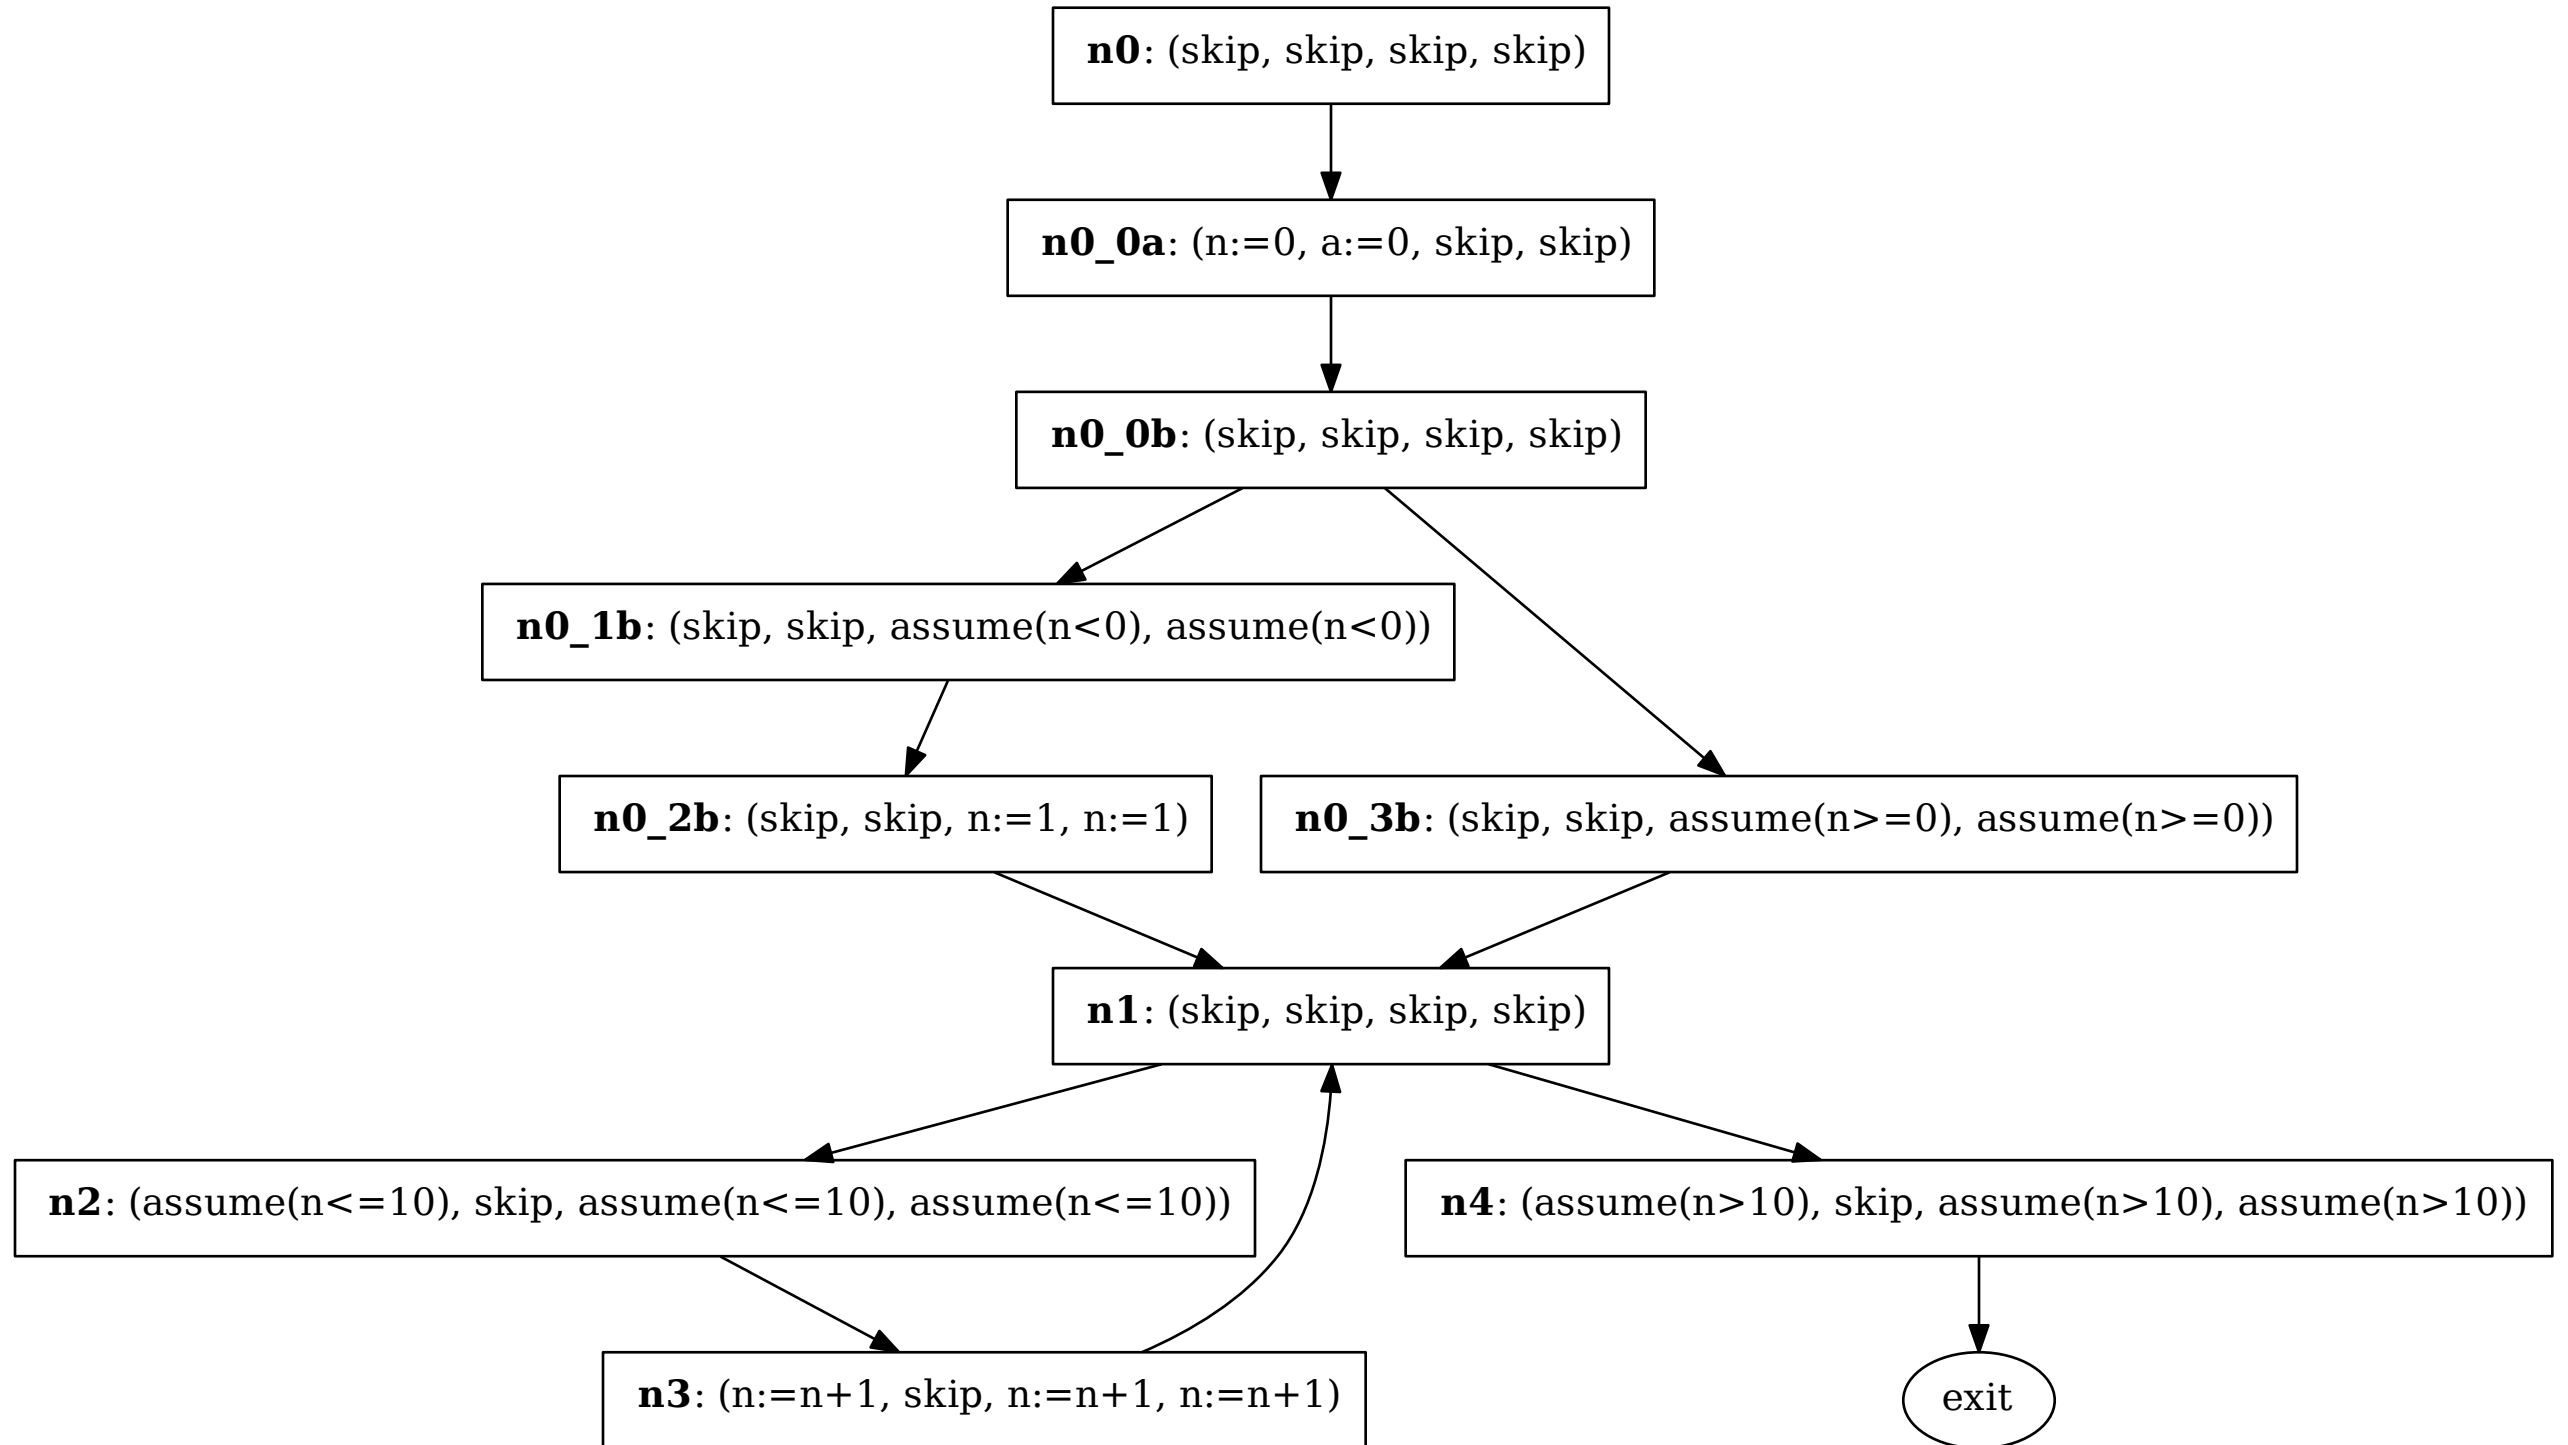 n0: (skip, skip, skip, skip)
n0_0a: (n:=0, a:=0, skip, skip)
n0_0b: (skip, skip, skip, skip)
n0_1b: (skip, skip, assume(n<0), assume(n<0))
n0_2b: (skip, skip, n:=1, n:=1)
n0_3b: (skip, skip, assume(n>=0), assume(n>=0))
n1: (skip, skip, skip, skip)
n2: (assume(n<=10), skip, assume(n<=10), assume(n<=10))
n4: (assume(n>10), skip, assume(n>10), assume(n>10))
n3: (n:=n+1, skip, n:=n+1, n:=n+1)
exit